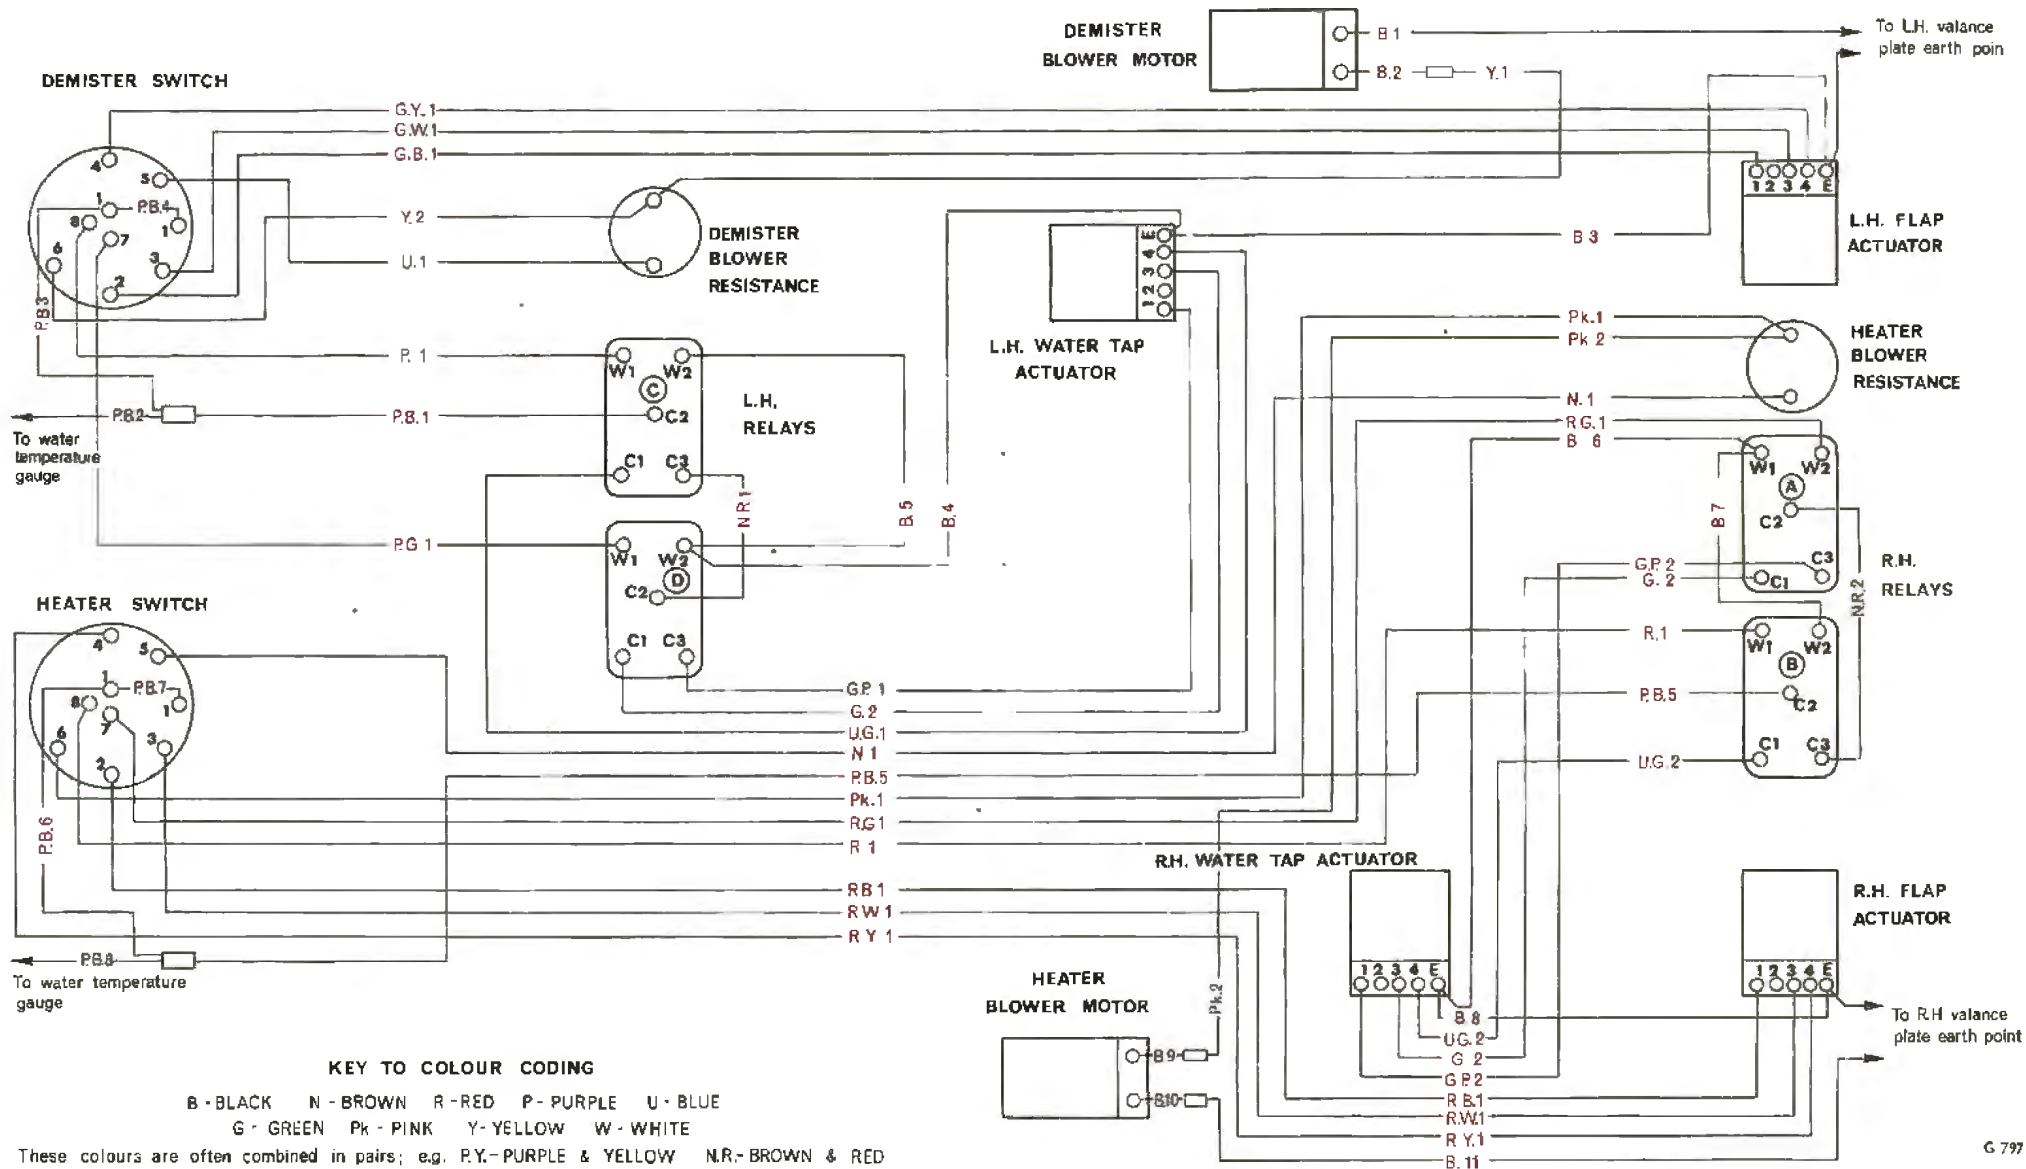 DEMISTER
BLOWER MOTOR
B 1
B.2
Y.1
To L.H. valance
plate earth poin
DEMISTER SWITCH
G.Y. 1
G.W.1
G.B.1
4
5
1
P.B.4
8
7
1
6
3
2
P.B.3
Y.2
U.1
DEMISTER
BLOWER
RESISTANCE
B.4
E
4
3
2
1
L.H. WATER TAP
ACTUATOR
B 3
1 2 3 4 E
L.H. FLAP
ACTUATOR
Pk.1
Pk 2
N.1
HEATER
BLOWER
RESISTANCE
P. 1
W1
W2
C
C2
C1
C3
L.H.
RELAYS
P.B.2
P.B.1
To water
temperature
gauge
N.R.1
B.5
P.G 1
W1
W2
D
C2
C1
C3
R G.1
B 6
B 7
W1
W2
A
C2
C3
C1
G.P. 2
G. 2
N.R.2
R.H.
RELAYS
R.1
P.B.5
U.G.2
W1
W2
B
C2
C1
C3
HEATER SWITCH
4
5
1
P.B.7
8
7
1
6
3
2
P.B.6
G.P. 1
G.2
U.G.1
N 1
P.B.5
Pk.1
R.G1
R 1
R B 1
R W 1
R Y 1
P.B.8
To water temperature
gauge
R.H. WATER TAP ACTUATOR
1 2 3 4 E
R.H. FLAP
ACTUATOR
1 2 3 4 E
To R.H valance
plate earth point
HEATER
BLOWER MOTOR
Pk.2
B9
B10
B 8
U.G.2
G 2
G P.2
R B.1
R.W.1
R Y.1
B. 11
KEY TO COLOUR CODING
B - BLACK N - BROWN R - RED P - PURPLE U - BLUE
G - GREEN Pk - PINK Y - YELLOW W - WHITE
These colours are often combined in pairs; e.g. P.Y.- PURPLE & YELLOW N.R.- BROWN & RED
G 797